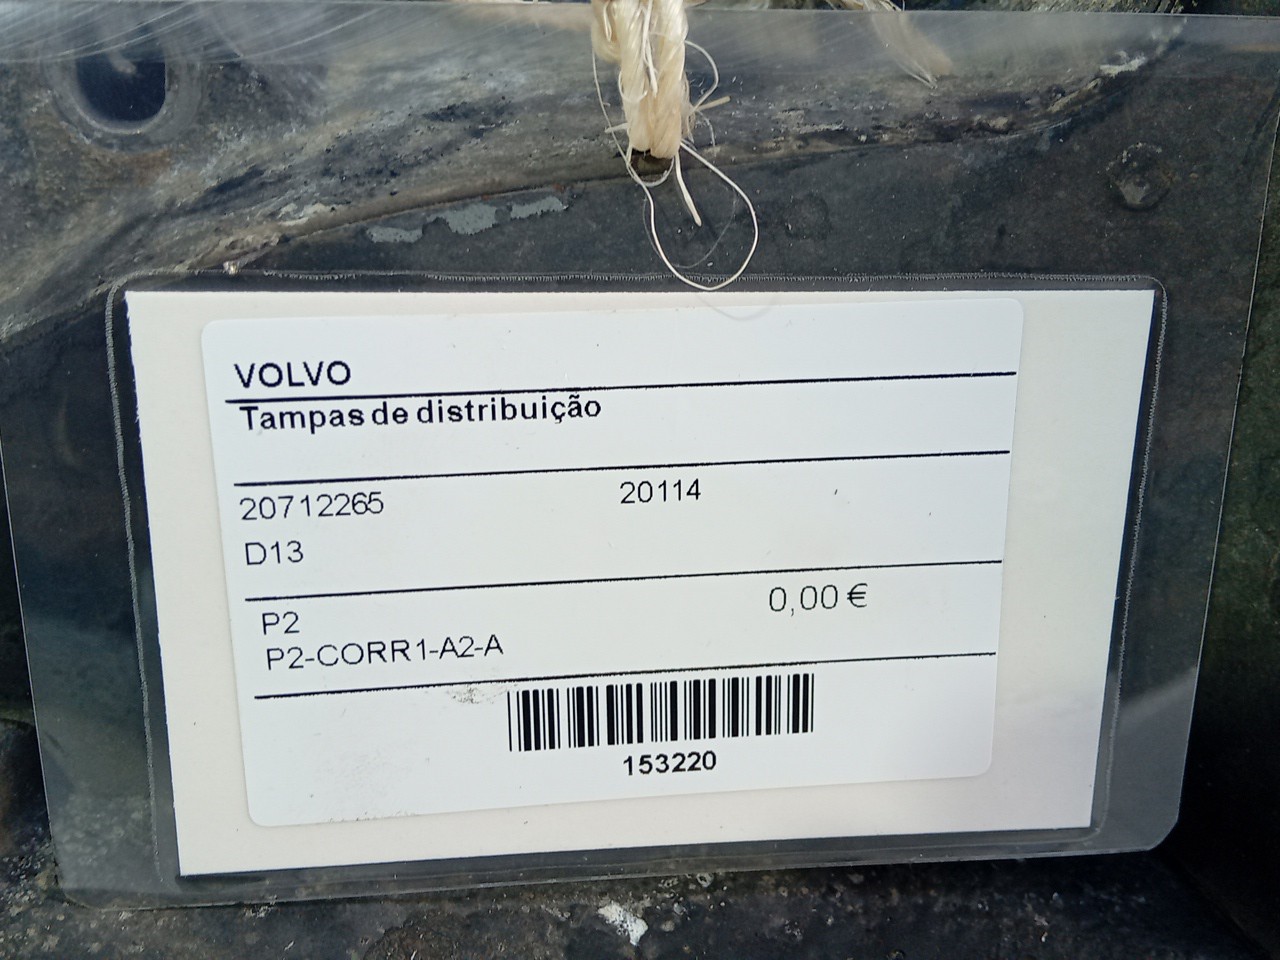 VOLVO
Tampas de distribuição
20712265 20114
D13
P2 0,00 €
P2-CORR1-A2-A
153220